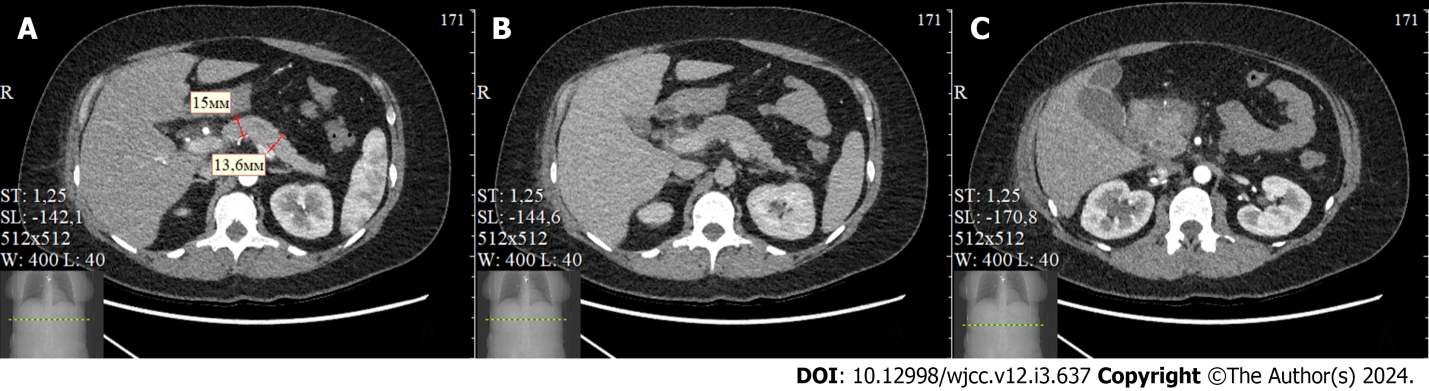 A
171
R
15мм
13,6мм
ST: 1,25
SL: -142,1
512x512
W: 400 L: 40
B
171
R
ST: 1,25
SL: -144,6
512x512
W: 400 L: 40
C
171
R
ST: 1,25
SL: -170,8
512x512
W: 400 L: 40
DOI: 10.12998/wjcc.v12.i3.637 Copyright ©The Author(s) 2024.